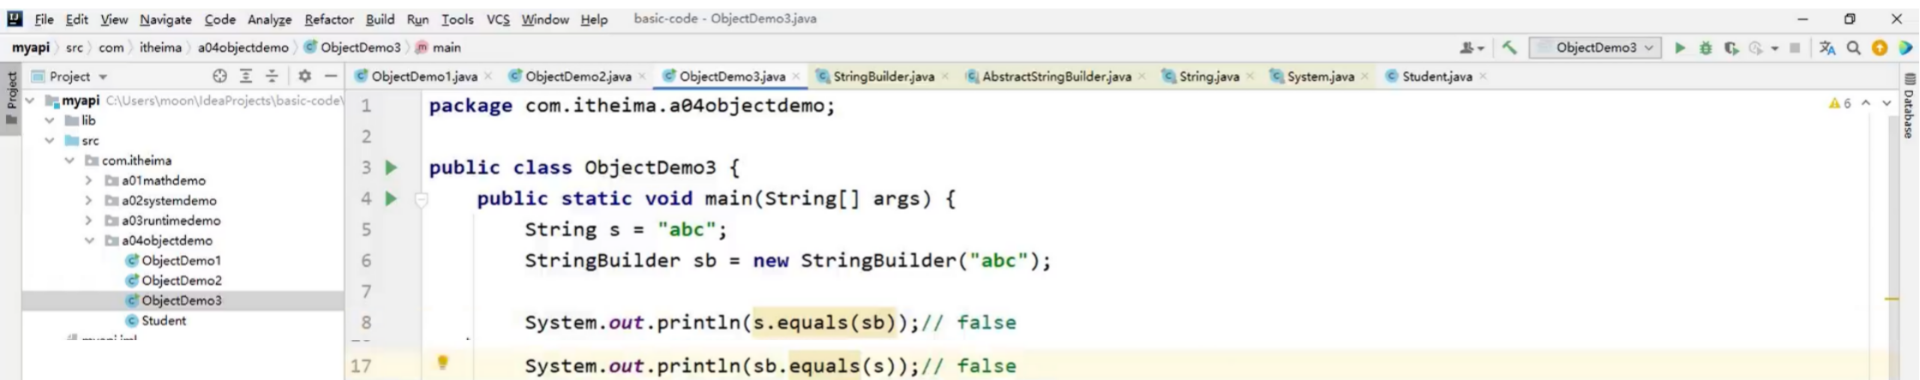 File Edit View Navigate Code Analyze Refactor Build Run Tools VCS Window Help basic-code - ObjectDemo3.java
myapi src com itheima a04objectdemo ObjectDemo3 main ObjectDemo3
Project ObjectDemo1.java ObjectDemo2.java ObjectDemo3.java StringBuilder.java AbstractStringBuilder.java String.java System.java Student.java
Project
Database
myapi C:\Users\moon\IdeaProjects\basic-code\
lib
src
com.itheima
a01mathdemo
a02systemdemo
a03runtimedemo
a04objectdemo
ObjectDemo1
ObjectDemo2
ObjectDemo3
Student
6
1 package com.itheima.a04objectdemo;
2
3 public class ObjectDemo3 {
4 public static void main(String[] args) {
5 String s = "abc";
6 StringBuilder sb = new StringBuilder("abc");
7
8 System.out.println(s.equals(sb));// false
17 System.out.println(sb.equals(s));// false